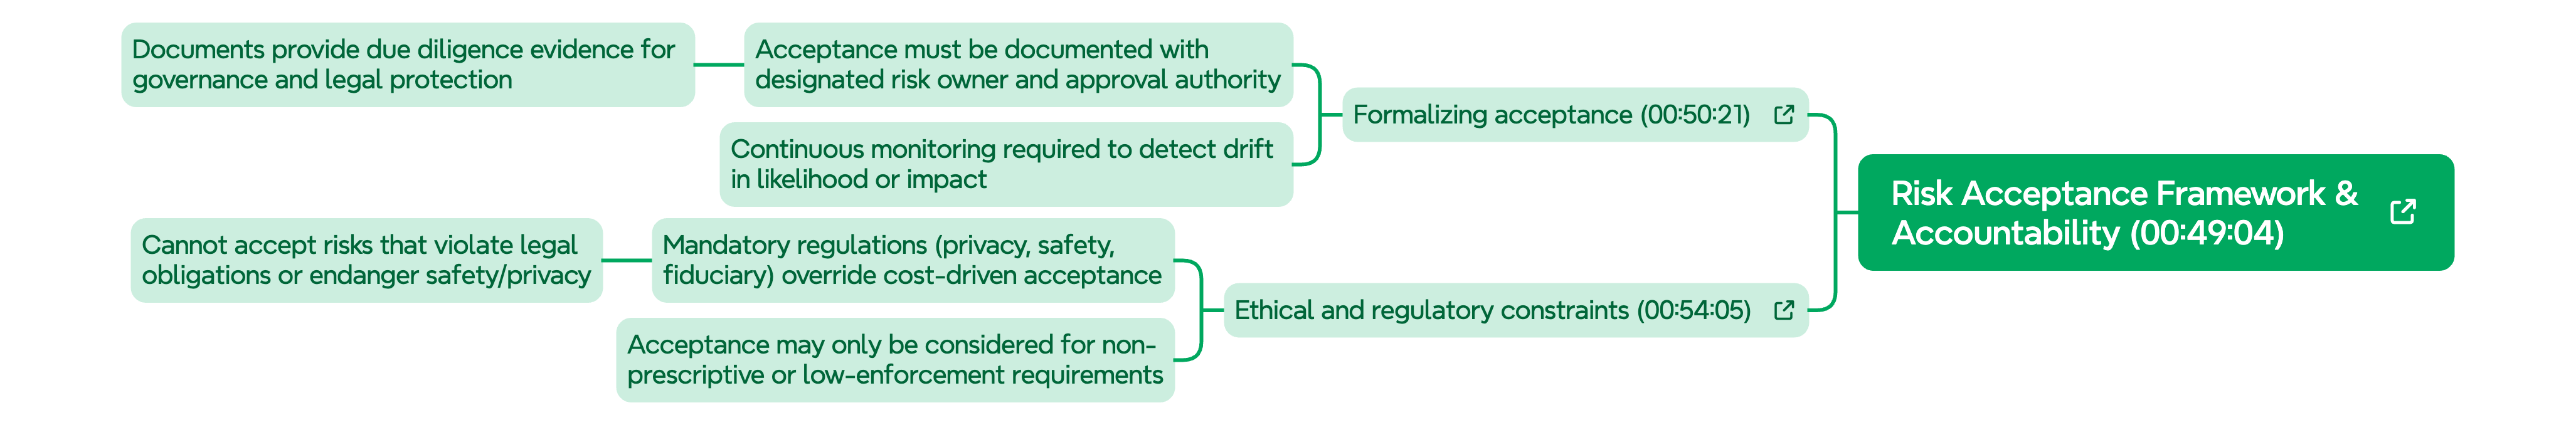 Risk Acceptance Framework &
Accountability (00:49:04)
Formalizing acceptance (00:50:21)
Acceptance must be documented with
designated risk owner and approval authority
Documents provide due diligence evidence for
governance and legal protection
Continuous monitoring required to detect drift
in likelihood or impact
Ethical and regulatory constraints (00:54:05)
Mandatory regulations (privacy, safety,
fiduciary) override cost-driven acceptance
Cannot accept risks that violate legal
obligations or endanger safety/privacy
Acceptance may only be considered for non-
prescriptive or low-enforcement requirements